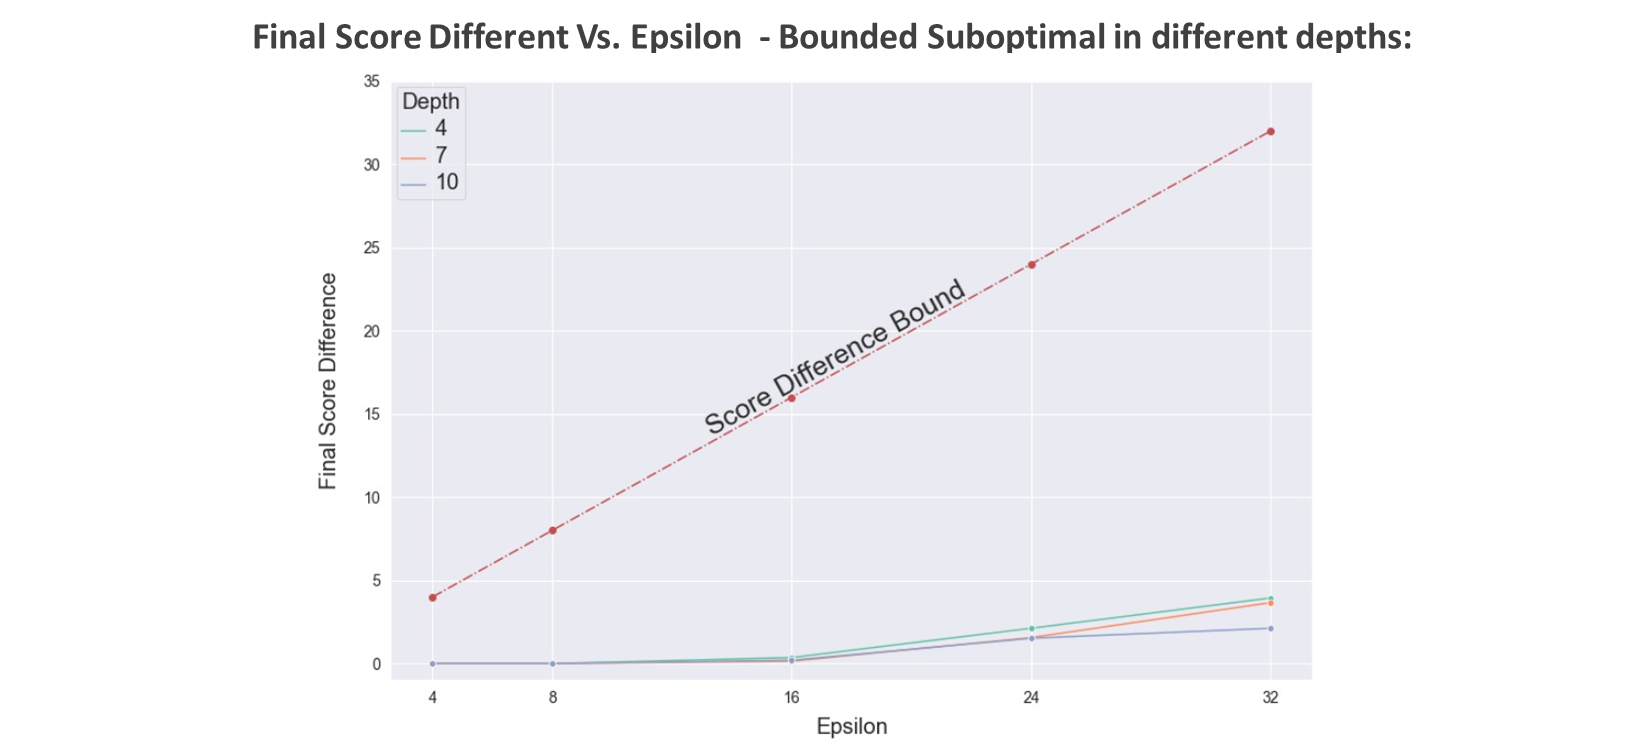 Final Score Different Vs. Epsilon - Bounded Suboptimal in different depths:
35
30
25
20
15
10
5
0
Final Score Difference
Depth
4
7
10
Score Difference Bound
4 8 16 24 32
Epsilon